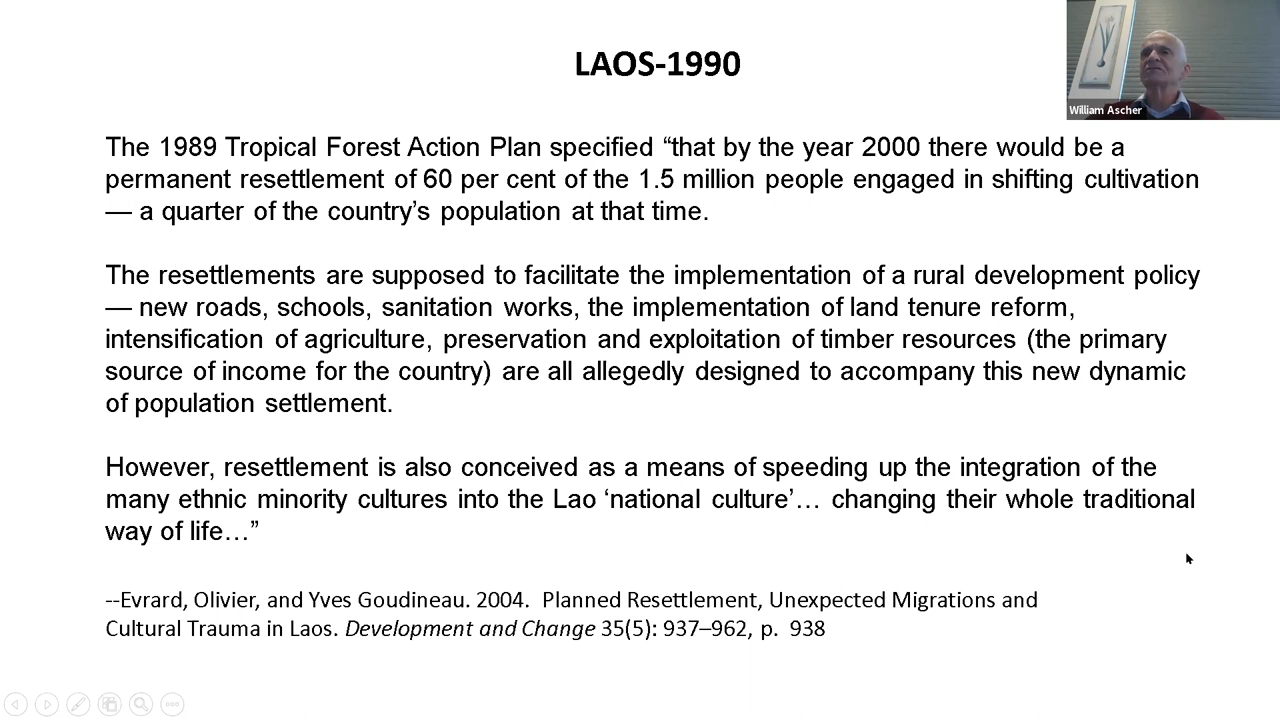 LAOS-1990
William Ascher
The 1989 Tropical Forest Action Plan specified “that by the year 2000 there would be a
permanent resettlement of 60 per cent of the 1.5 million people engaged in shifting cultivation
— a quarter of the country’s population at that time.
The resettlements are supposed to facilitate the implementation of a rural development policy
— new roads, schools, sanitation works, the implementation of land tenure reform,
intensification of agriculture, preservation and exploitation of timber resources (the primary
source of income for the country) are all allegedly designed to accompany this new dynamic
of population settlement.
However, resettlement is also conceived as a means of speeding up the integration of the
many ethnic minority cultures into the Lao ‘national culture’… changing their whole traditional
way of life…”
--Evrard, Olivier, and Yves Goudineau. 2004. Planned Resettlement, Unexpected Migrations and
Cultural Trauma in Laos. Development and Change 35(5): 937–962, p. 938